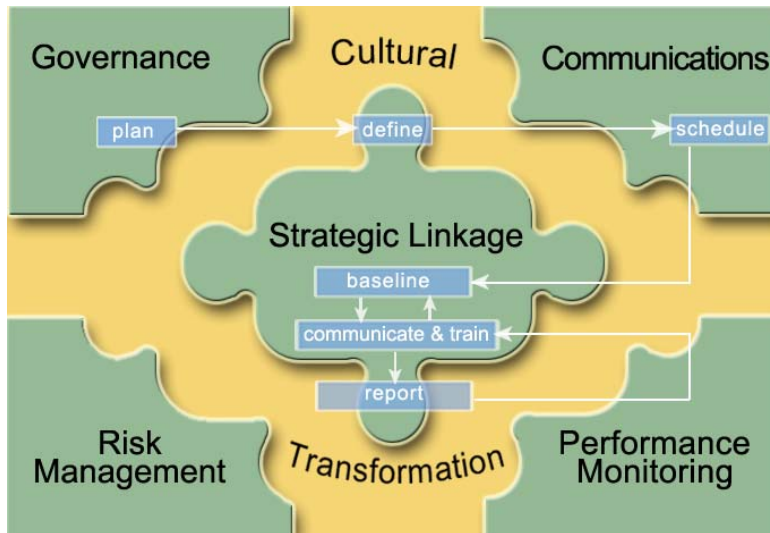 Governance
Cultural
Communications
plan
define
schedule
Strategic Linkage
baseline
communicate & train
report
Risk
Management
Transformation
Performance
Monitoring